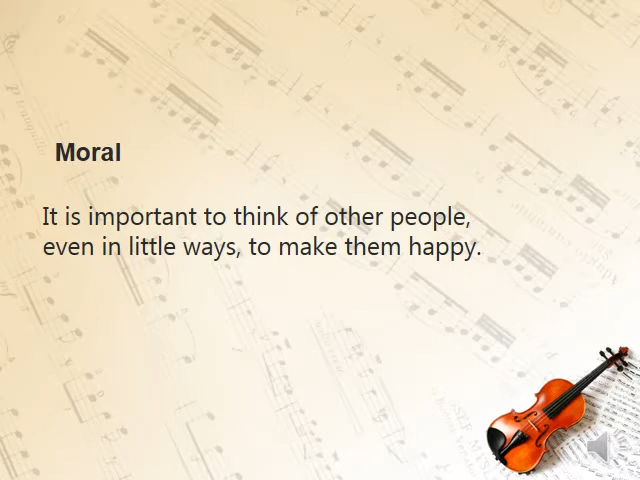 Moral
It is important to think of other people,
even in little ways, to make them happy.